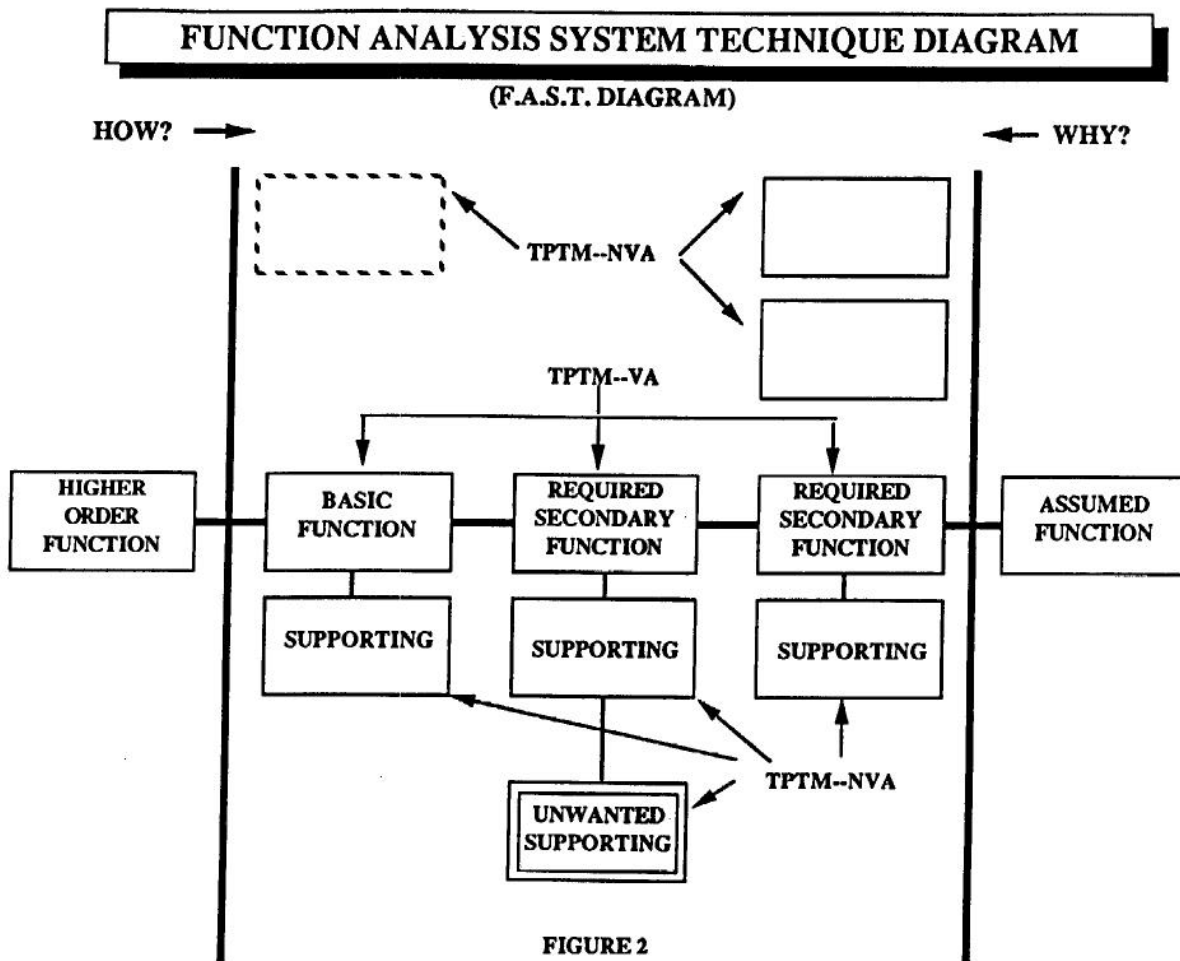 FUNCTION ANALYSIS SYSTEM TECHNIQUE DIAGRAM
(F.A.S.T. DIAGRAM)
HOW?
WHY?
TPTM--NVA
TPTM--VA
HIGHER
ORDER
FUNCTION
BASIC
FUNCTION
REQUIRED
SECONDARY
FUNCTION
REQUIRED
SECONDARY
FUNCTION
ASSUMED
FUNCTION
SUPPORTING
SUPPORTING
SUPPORTING
TPTM--NVA
UNWANTED
SUPPORTING
FIGURE 2